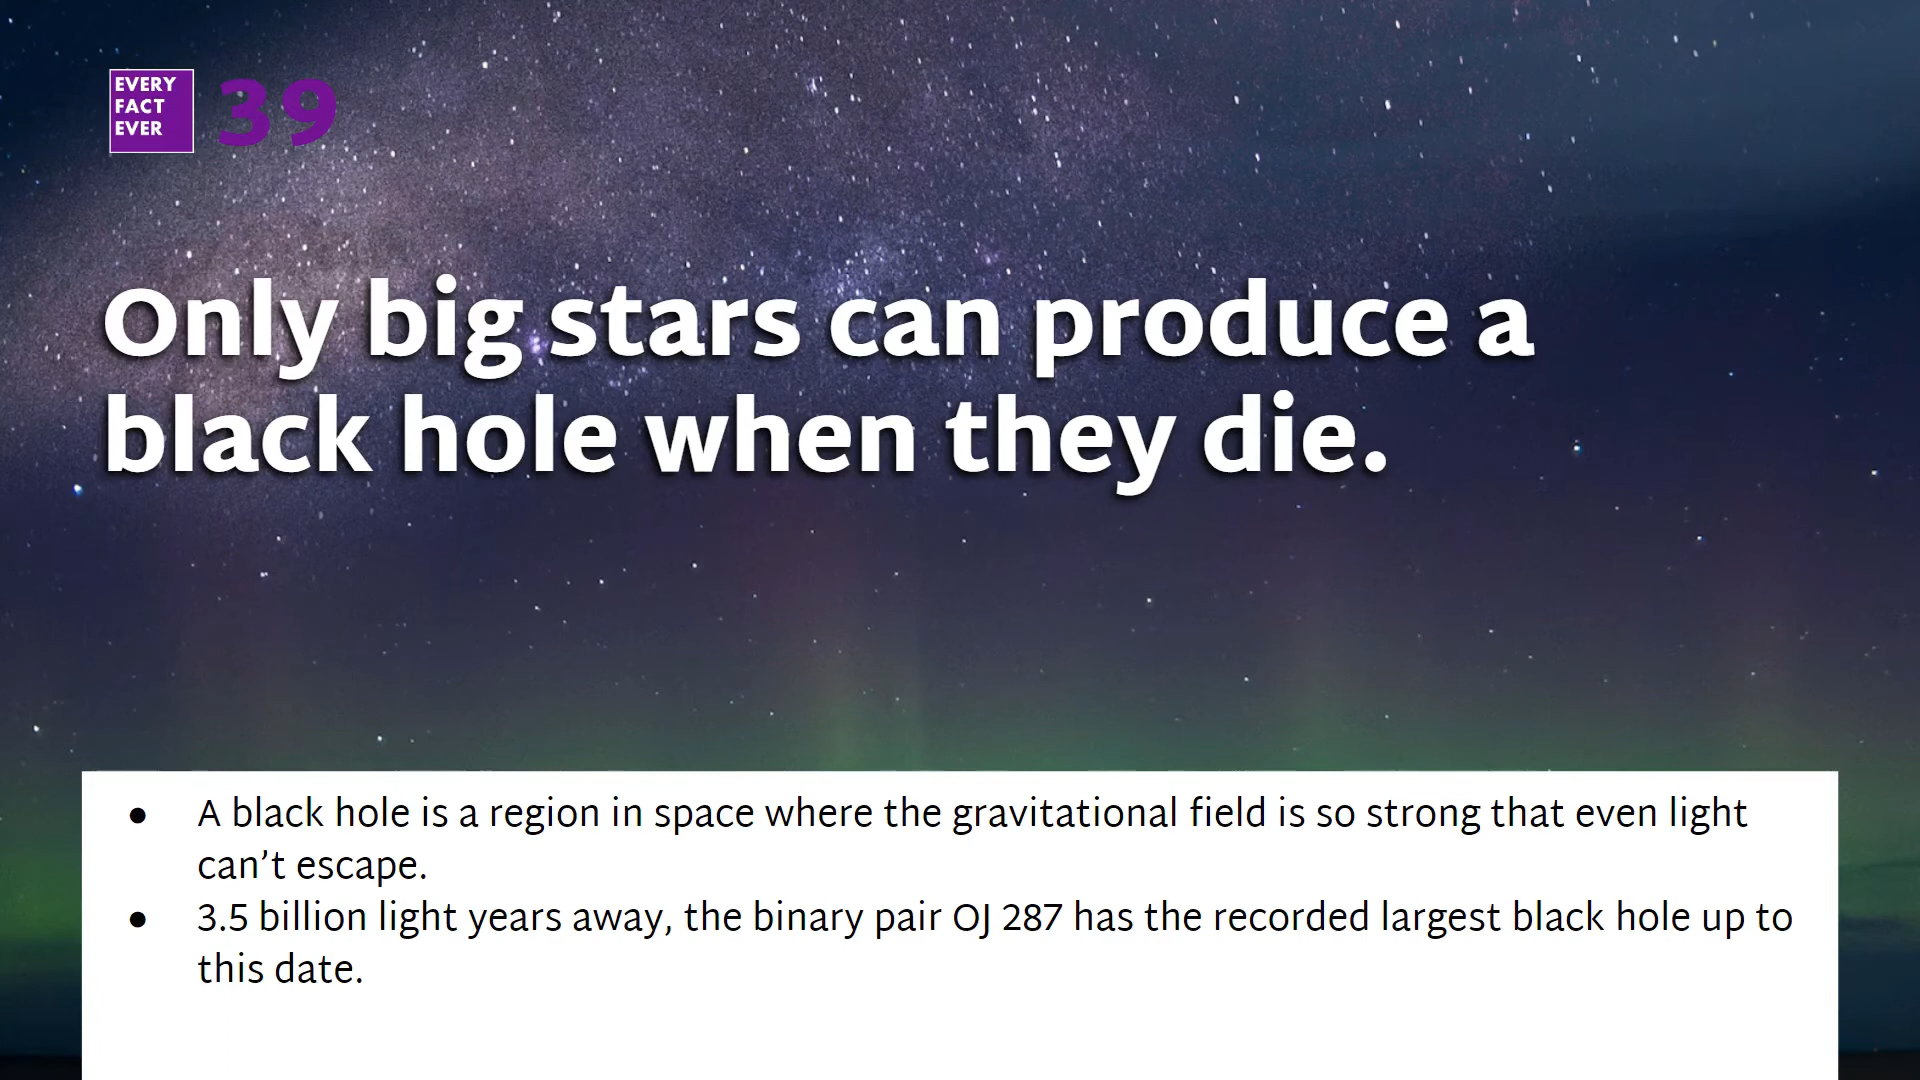 EVERY
FACT
EVER
39
Only big stars can produce a
black hole when they die.
● A black hole is a region in space where the gravitational field is so strong that even light
can’t escape.
● 3.5 billion light years away, the binary pair OJ 287 has the recorded largest black hole up to
this date.